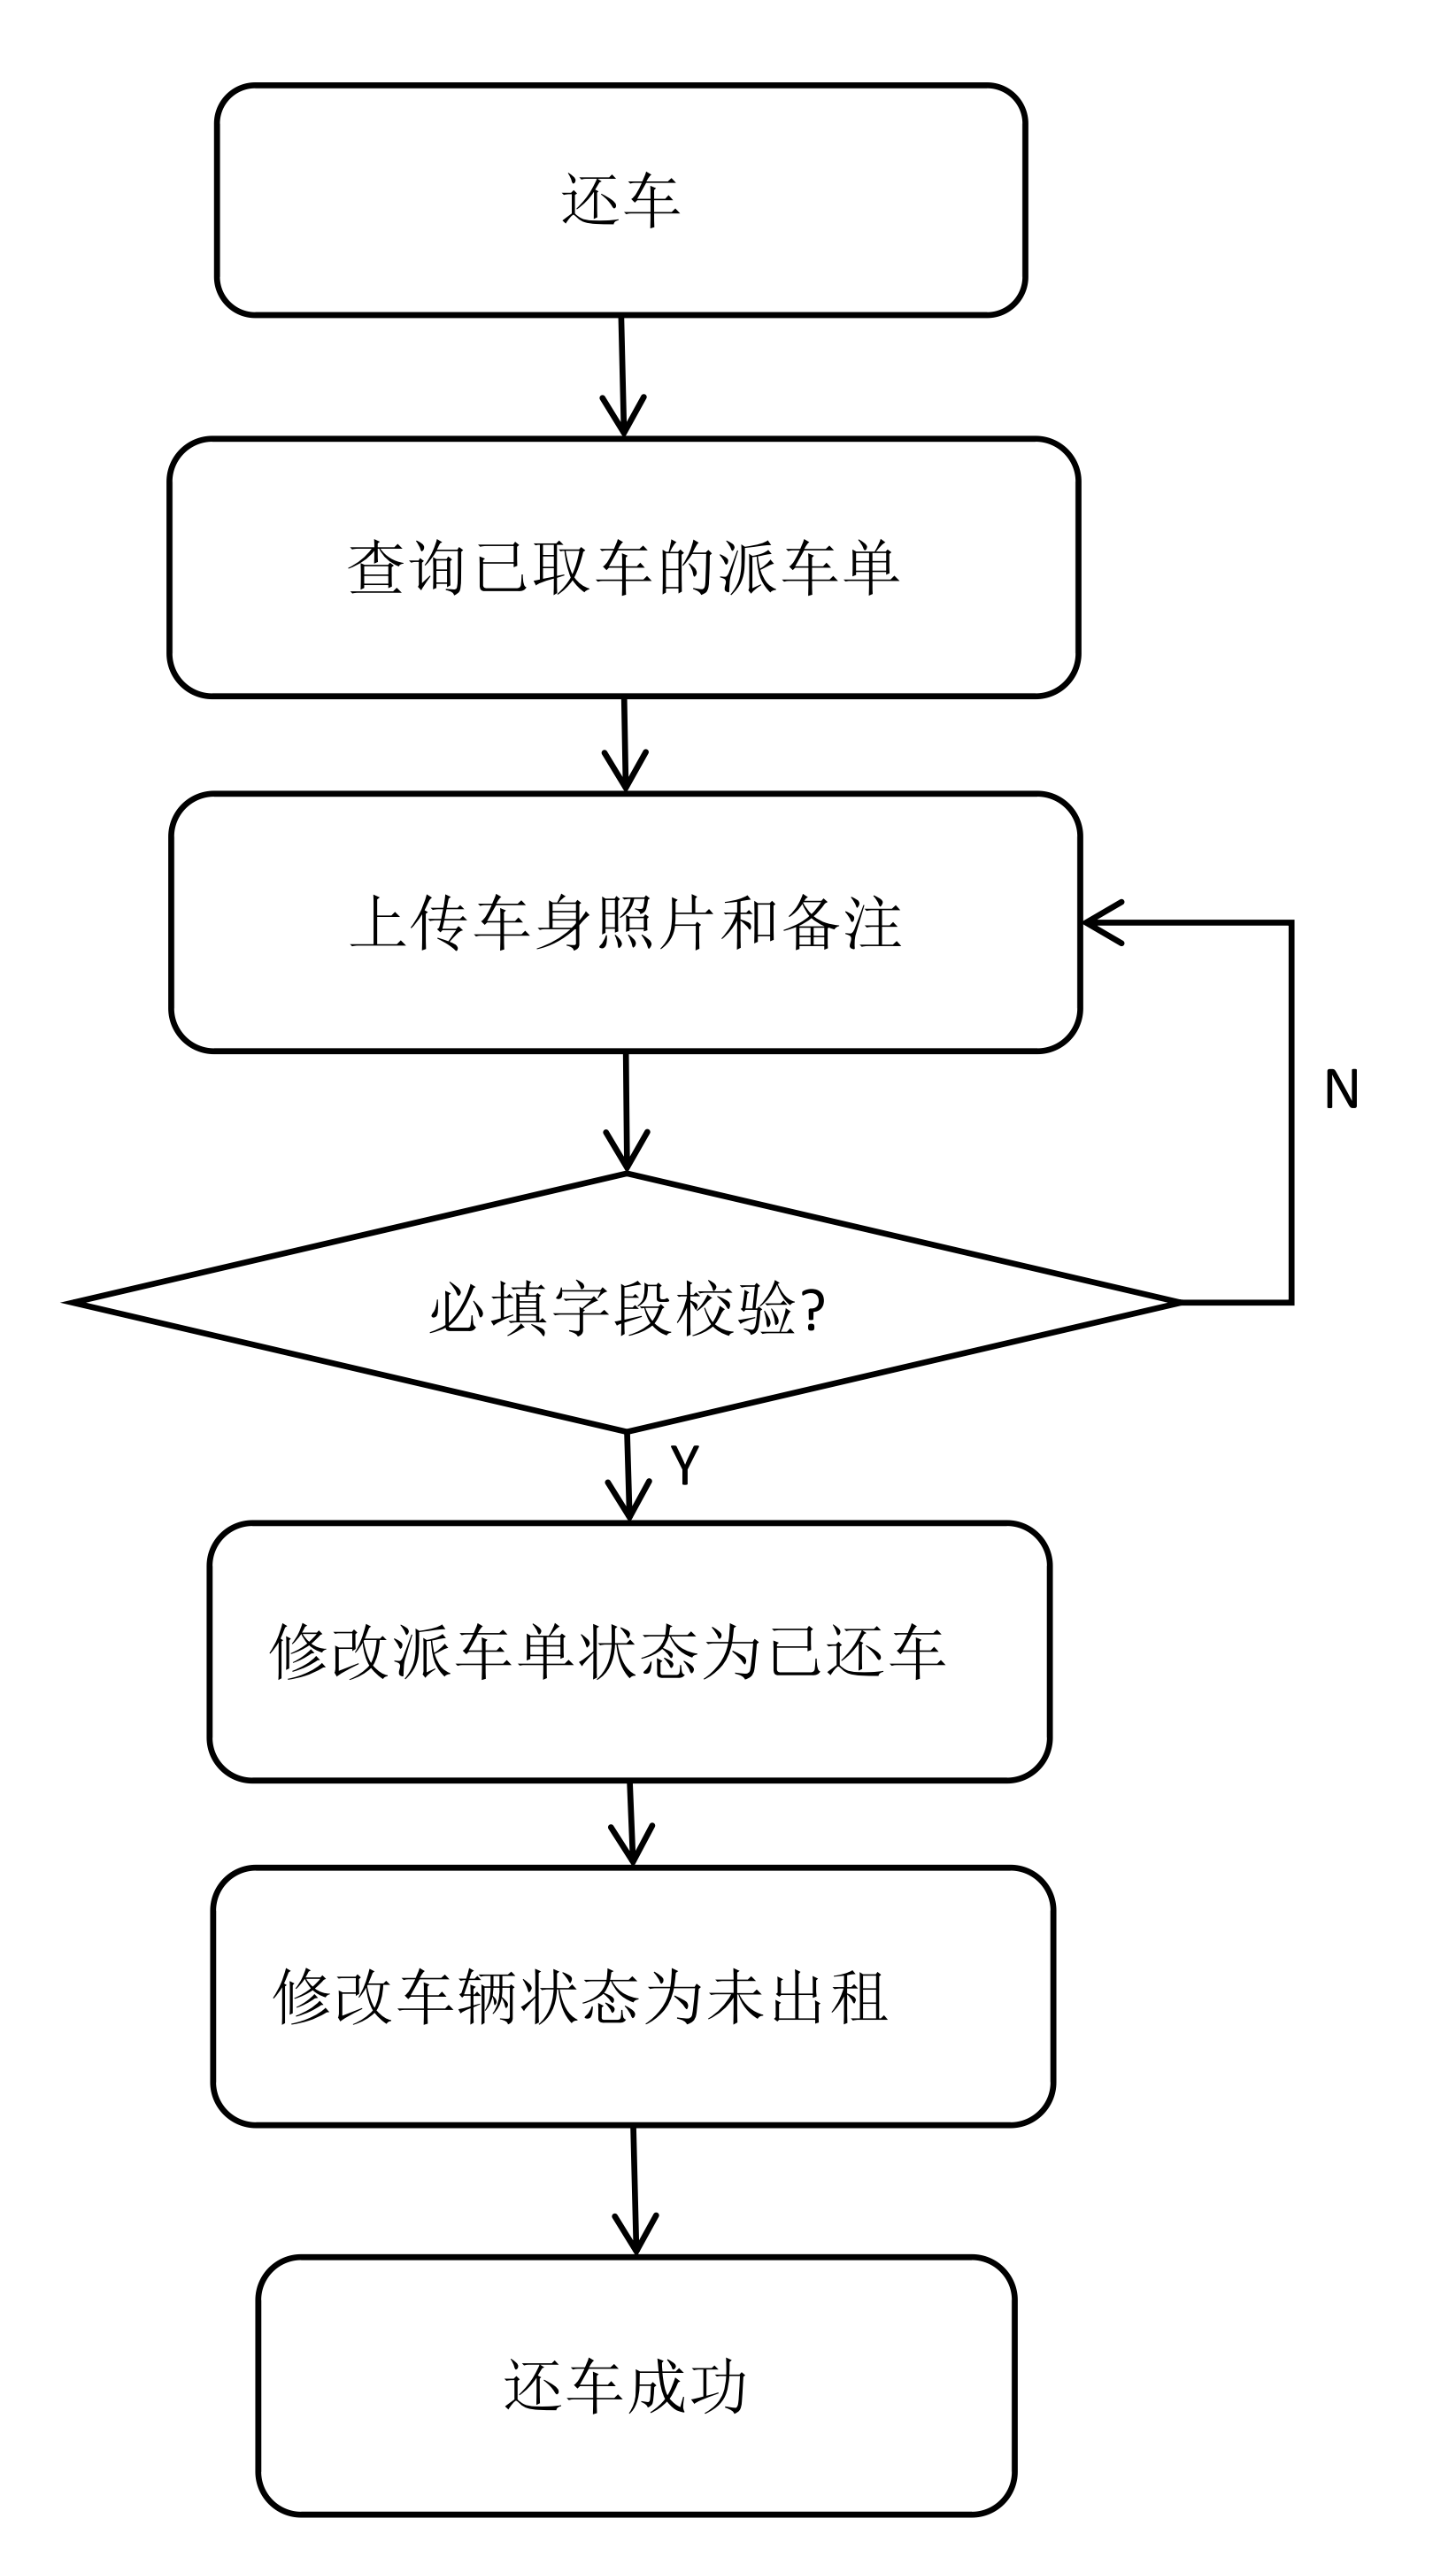 还车
查询已取车的派车单
上传车身照片和备注
N
必填字段校验?
Y
修改派车单状态为已还车
修改车辆状态为未出租
还车成功